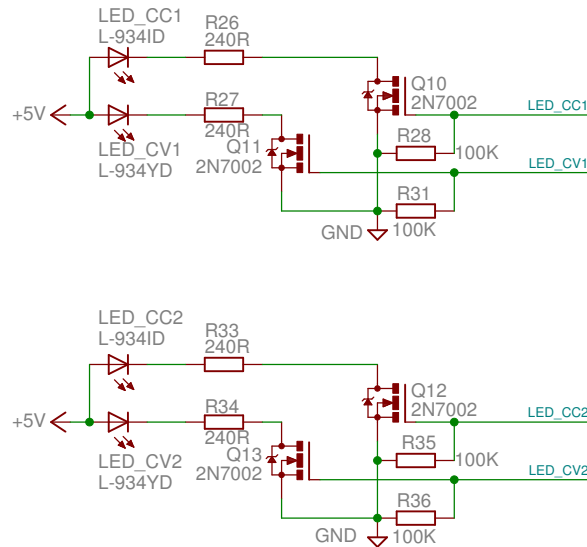 LED_CC1
L-934ID
R26
240R
Q10
2N7002
LED_CC1
+5V
R27
240R
LED_CV1
L-934YD
Q11
2N7002
R28
100K
LED_CV1
R31
100K
GND
LED_CC2
L-934ID
R33
240R
Q12
2N7002
LED_CC2
+5V
R34
240R
LED_CV2
L-934YD
Q13
2N7002
R35
100K
LED_CV2
R36
100K
GND